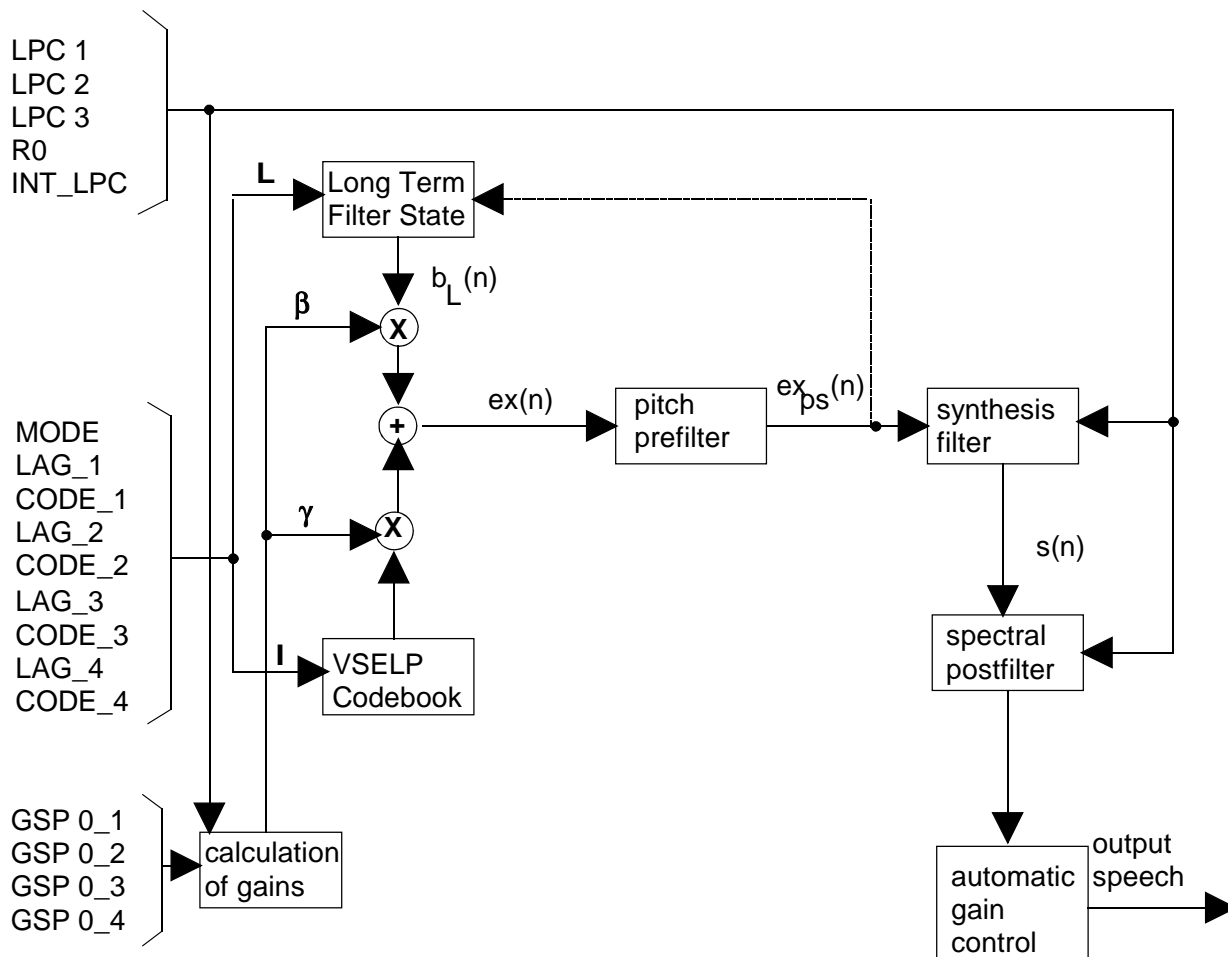 LPC 1
LPC 2
LPC 3
R0
INT_LPC
L
Long Term
Filter State
b_L(n)
β
X
ex(n)
pitch
prefilter
ex_ps(n)
synthesis
filter
+
MODE
LAG_1
CODE_1
LAG_2
CODE_2
LAG_3
CODE_3
LAG_4
CODE_4
γ
X
s(n)
I
VSELP
Codebook
spectral
postfilter
GSP 0_1
GSP 0_2
GSP 0_3
GSP 0_4
calculation
of gains
automatic
gain
control
output
speech